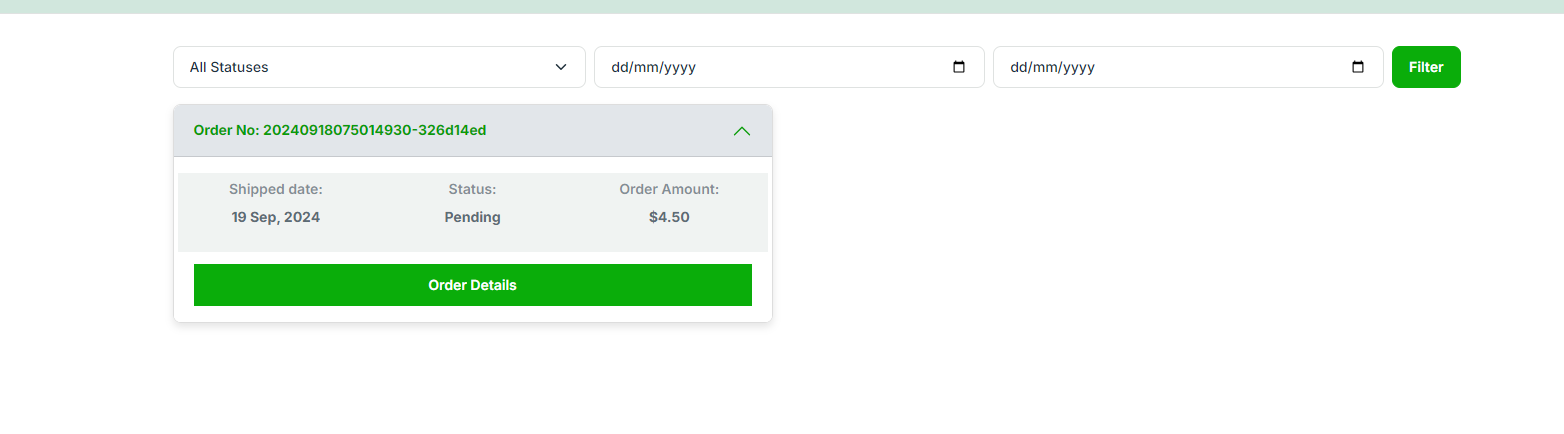 All Statuses
dd/mm/yyyy
dd/mm/yyyy
Filter
Order No: 20240918075014930-326d14ed
Shipped date: Status: Order Amount:
19 Sep, 2024 Pending $4.50
Order Details